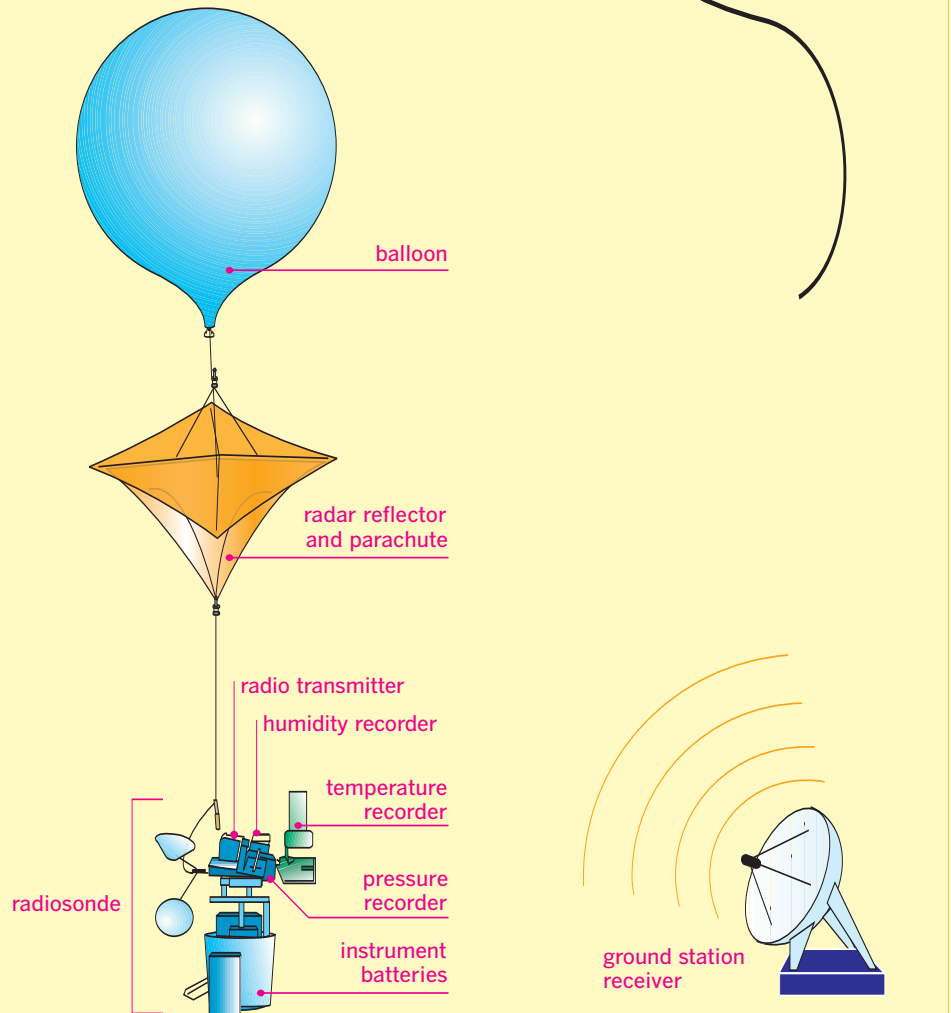 balloon
radar reflector
and parachute
radio transmitter
humidity recorder
temperature
recorder
pressure
recorder
radiosonde
instrument
batteries
ground station
receiver